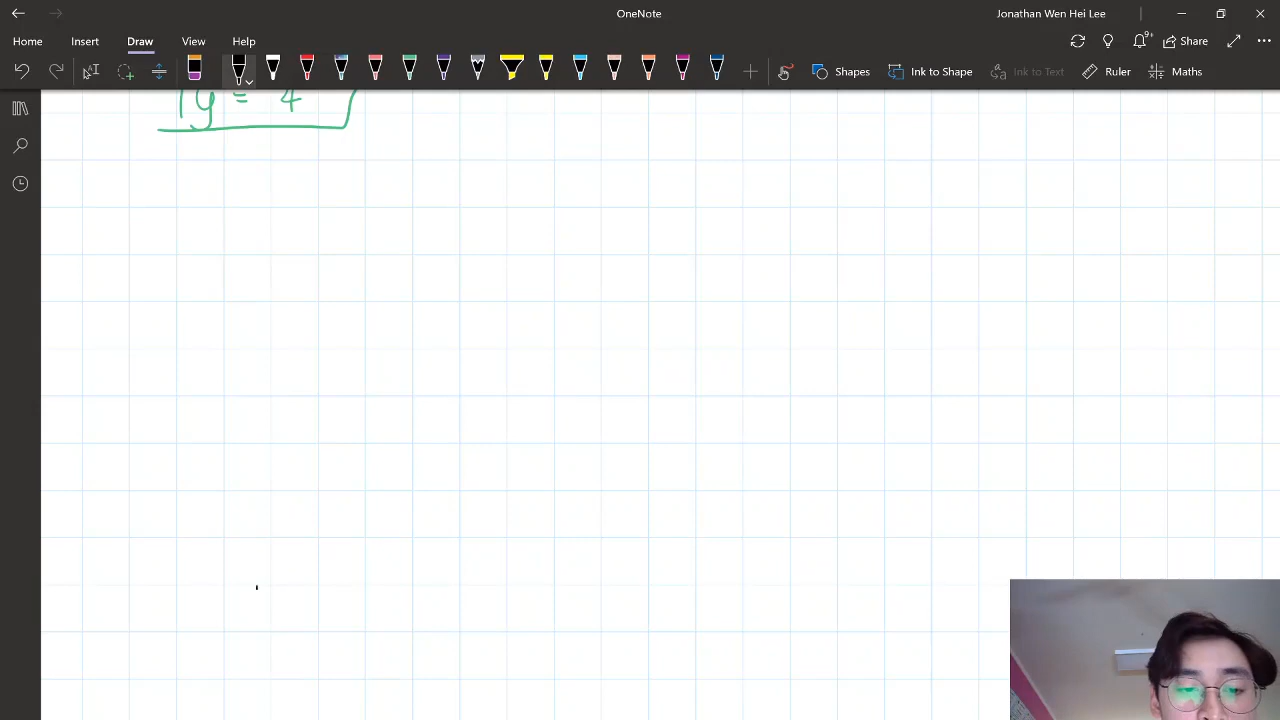 OneNote
Jonathan Wen Hei Lee
Home Insert Draw View Help
9+ Share
Shapes Ink to Shape Ink to Text Ruler Maths
y = 4